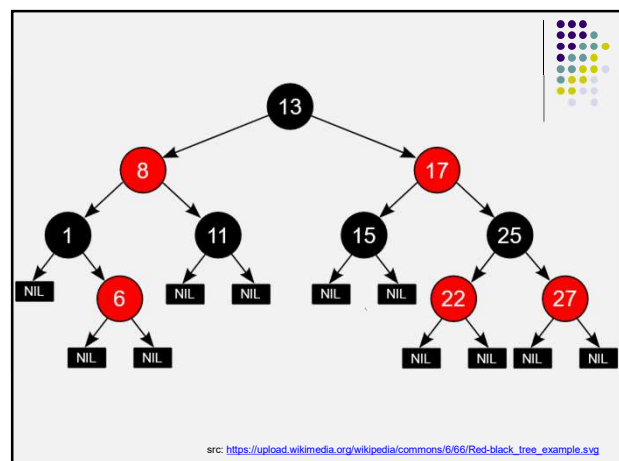 13
8 17
1 11 15 25
NIL 6 NIL NIL NIL NIL 22 27
NIL NIL NIL NIL NIL NIL
src: https://upload.wikimedia.org/wikipedia/commons/6/66/Red-black_tree_example.svg